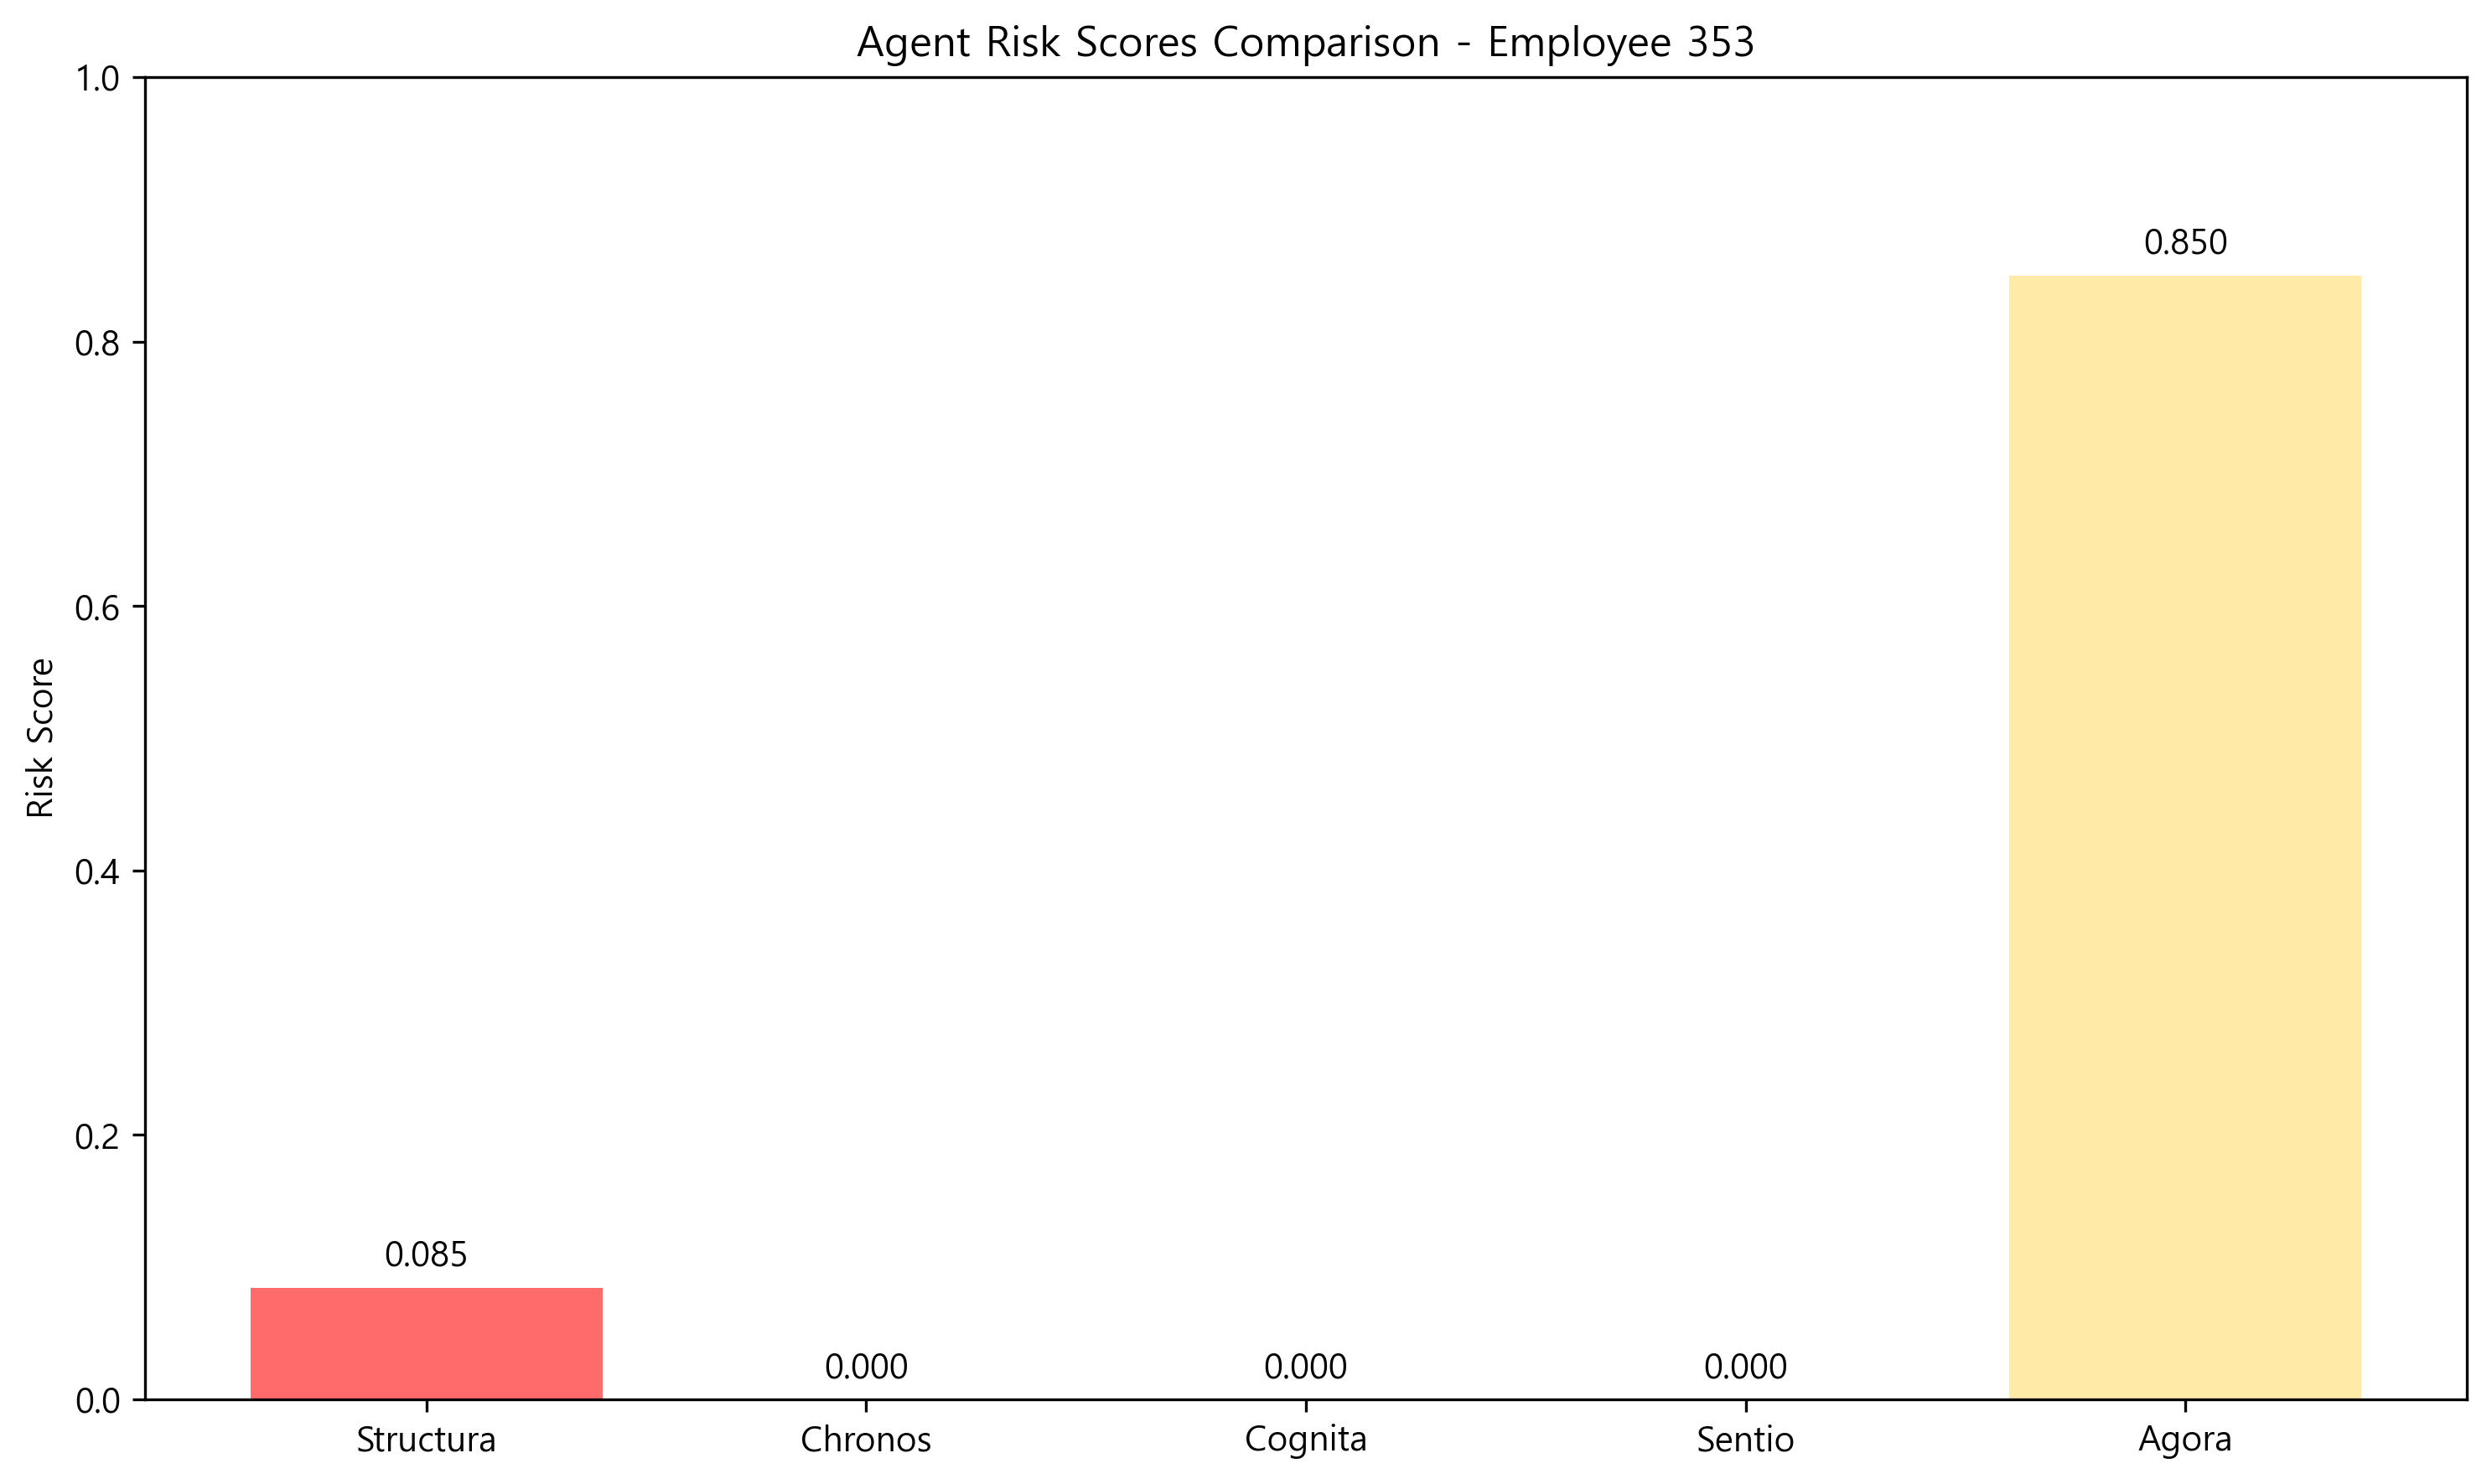 Agent Risk Scores Comparison - Employee 353
Risk Score
1.0
0.8
0.6
0.4
0.2
0.0
0.085
0.000
0.000
0.000
0.850
Structura
Chronos
Cognita
Sentio
Agora